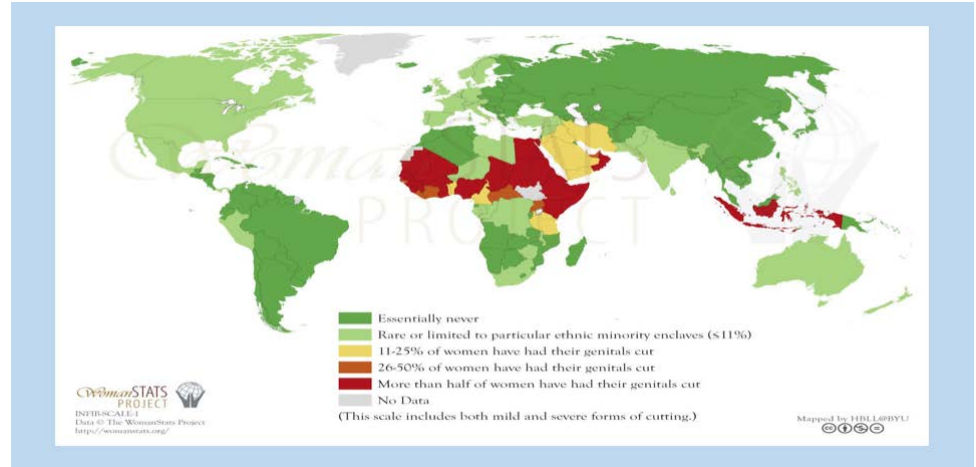 WomanSTATS
PROJECT
Essentially never
Rare or limited to particular ethnic minority enclaves (≤11%)
11-25% of women have had their genitals cut
26-50% of women have had their genitals cut
More than half of women have had their genitals cut
No Data
(This scale includes both mild and severe forms of cutting.)
WomanSTATS
PROJECT
INFIB-SCALE-1
Data © The WomanStats Project
http://womanstats.org/
Mapped by HBLL@BYU